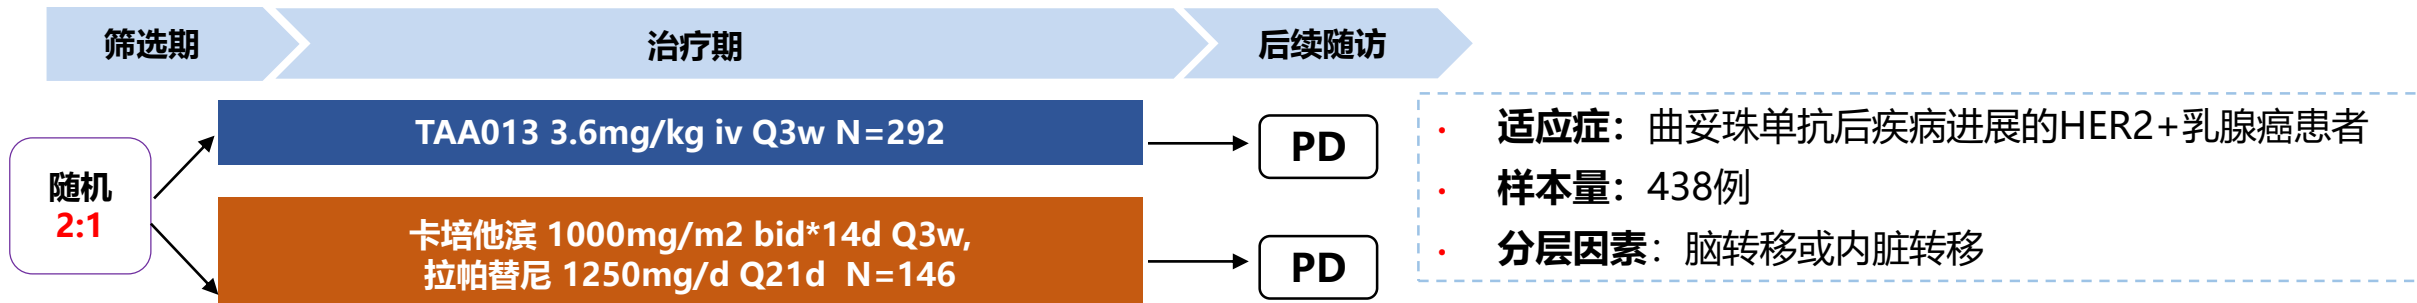 筛选期
治疗期
后续随访
随机
2:1
TAA013 3.6mg/kg iv Q3w N=292
卡培他滨 1000mg/m2 bid*14d Q3w,
拉帕替尼 1250mg/d Q21d N=146
PD
PD
• 适应症：曲妥珠单抗后疾病进展的HER2+乳腺癌患者
• 样本量：438例
• 分层因素：脑转移或内脏转移